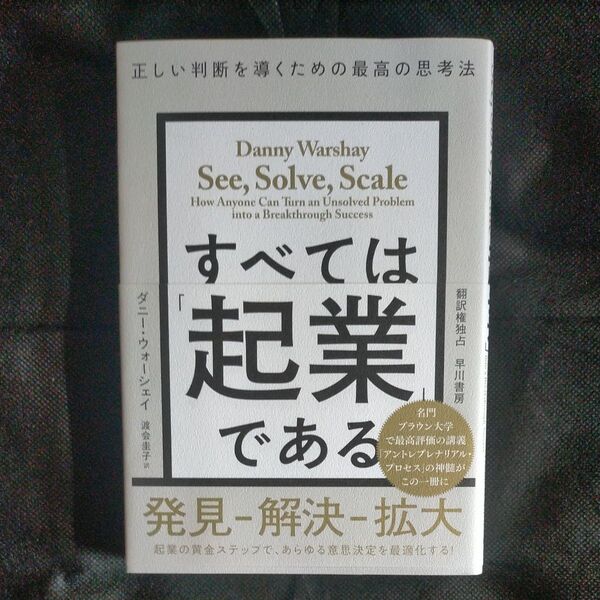 正しい判断を導くための最高の思考法
Danny Warshay
See, Solve, Scale
How Anyone Can Turn an Unsolved Problem
into a Breakthrough Success
すべては
「起業」
である
ダニー・ウォーシェイ
渡会圭子 訳
翻訳権独占 早川書房
名門
ブラウン大学
で最高評価の講義
「アントレプレナリアル・
プロセス」の神髄が
この一冊に
発見–解決–拡大
起業の黄金ステップで、あらゆる意思決定を最適化する!